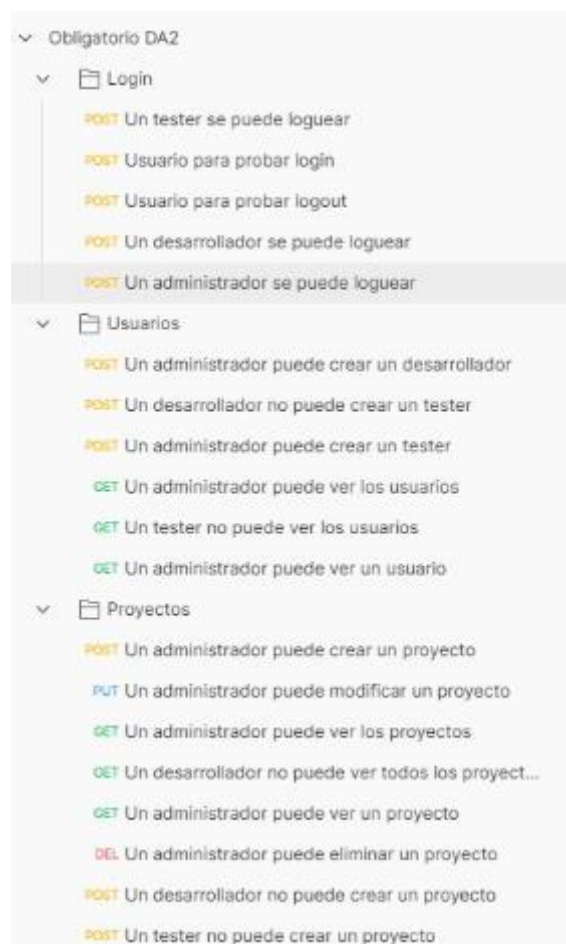 Obligatorio DA2
Login
POST Un tester se puede loguear
POST Usuario para probar login
POST Usuario para probar logout
POST Un desarrollador se puede loguear
POST Un administrador se puede loguear
Usuarios
POST Un administrador puede crear un desarrollador
POST Un desarrollador no puede crear un tester
POST Un administrador puede crear un tester
GET Un administrador puede ver los usuarios
GET Un tester no puede ver los usuarios
GET Un administrador puede ver un usuario
Proyectos
POST Un administrador puede crear un proyecto
PUT Un administrador puede modificar un proyecto
GET Un administrador puede ver los proyectos
GET Un desarrollador no puede ver todos los proyect...
GET Un administrador puede ver un proyecto
DEL Un administrador puede eliminar un proyecto
POST Un desarrollador no puede crear un proyecto
POST Un tester no puede crear un proyecto